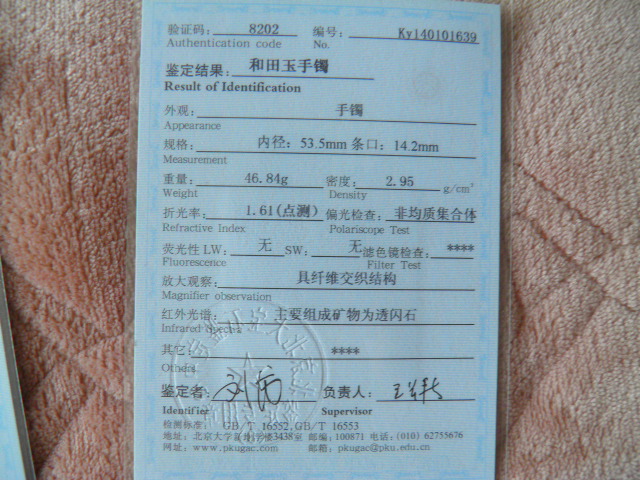 验证码: 8202 编号: Ky140101639
Authentication code No.
鉴定结果: 和田玉手镯
Result of Identification
外观: 手镯
Appearance
规格: 内径: 53.5mm 条口: 14.2mm
Measurement
重量: 46.84g 密度: 2.95 g/cm³
Weight Density
折光率: 1.61(点测) 偏光检查: 非均质集合体
Refractive Index Polariscope Test
荧光性 LW: 无 SW: 无 滤色镜检查: ****
Fluorescence Filter Test
放大观察: 具纤维交织结构
Magnifier observation
红外光谱: 主要组成矿物为透闪石
Infrared Spectra
其它: ****
Others
鉴定者: 负责人:
Identifier Supervisor
检测标准: GB/T 16552,GB/T 16553
地址: 北京大学 楼3438室 邮编: 100871 电话: (010) 62755676
网址: www.pkugac.com 邮箱: pkugac@pku.edu.cn